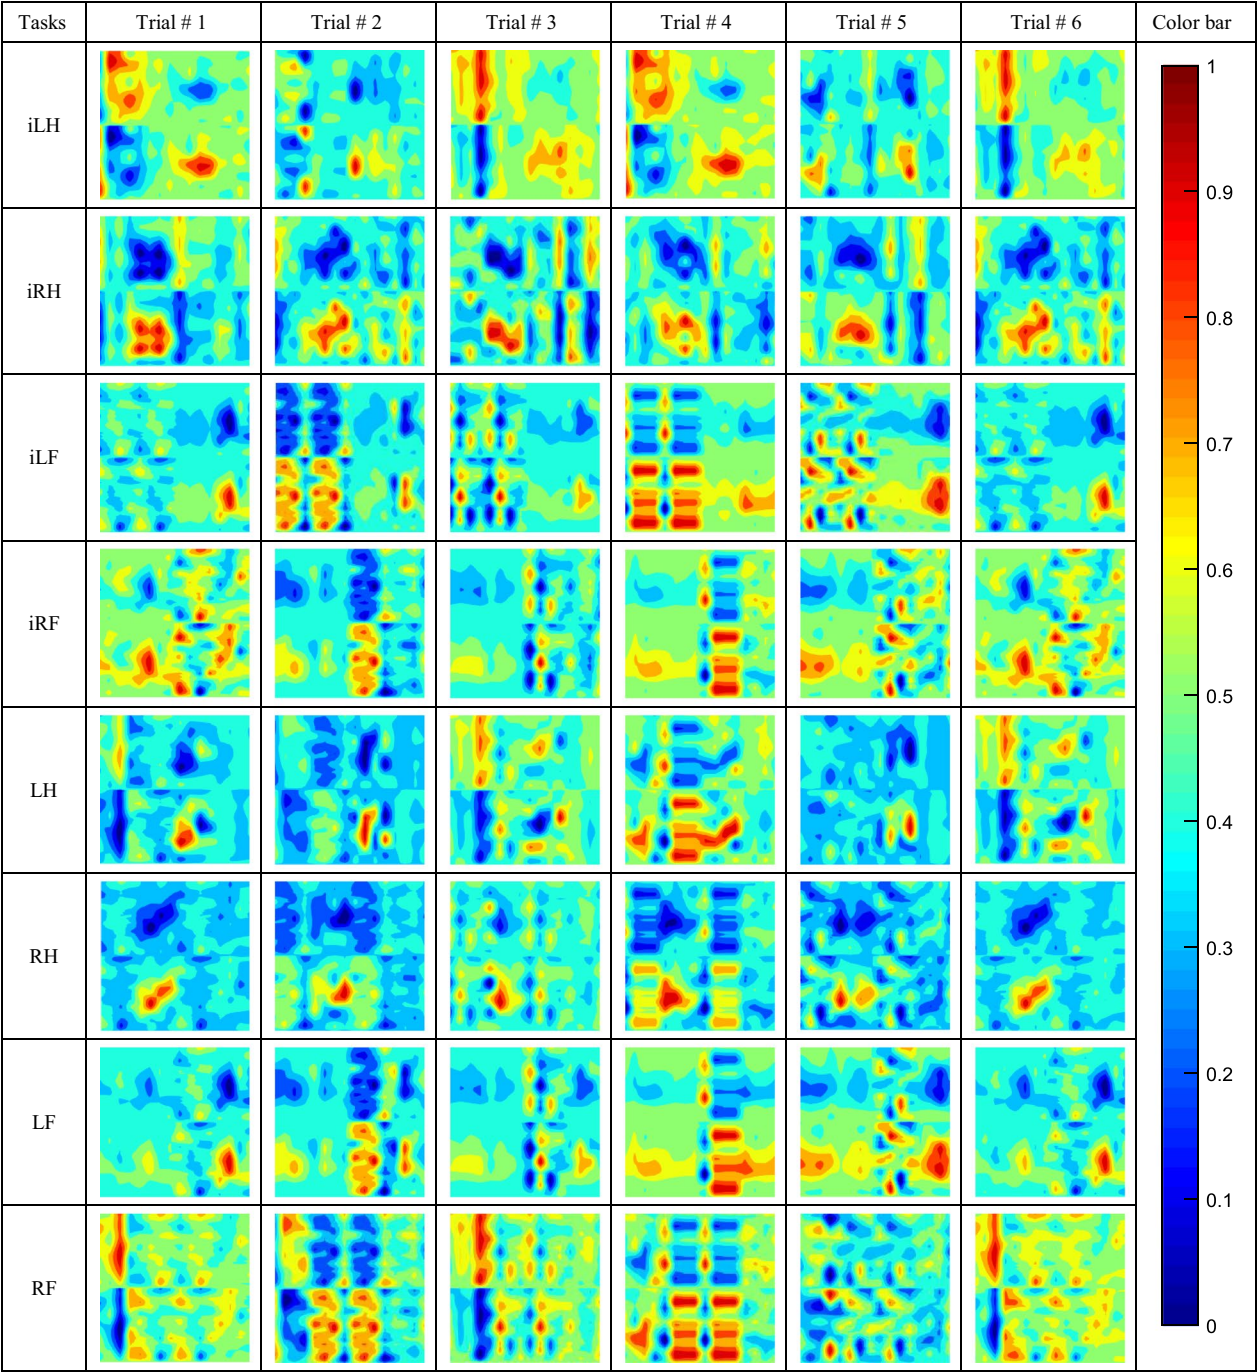 Tasks Trial # 1 Trial # 2 Trial # 3 Trial # 4 Trial # 5 Trial # 6 Color bar
iLH
iRH
iLF
iRF
LH
RH
LF
RF
1
0.9
0.8
0.7
0.6
0.5
0.4
0.3
0.2
0.1
0